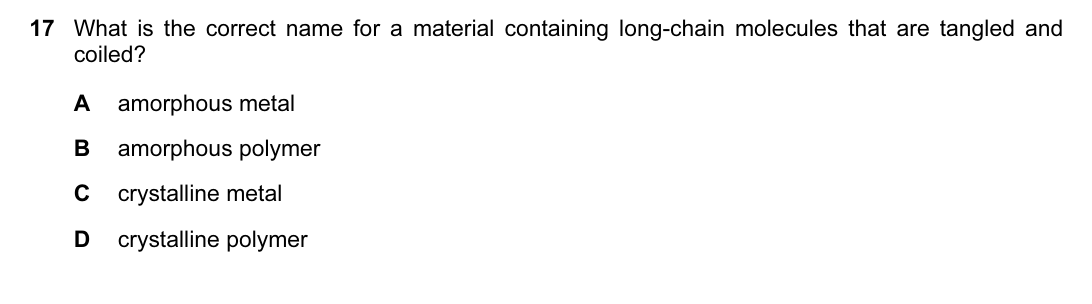 17 What is the correct name for a material containing long-chain molecules that are tangled and
coiled?
A amorphous metal
B amorphous polymer
C crystalline metal
D crystalline polymer